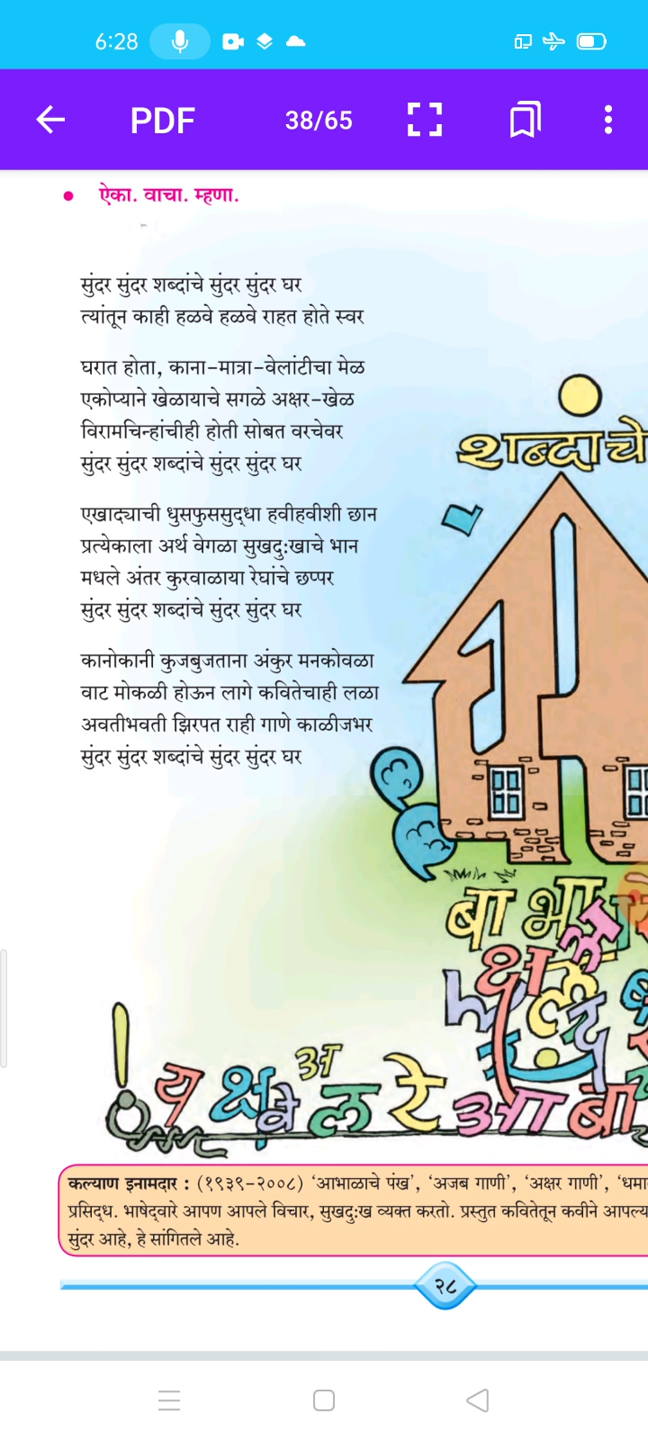 6:28
PDF 38/65
• ऐका. वाचा. म्हणा.
सुंदर सुंदर शब्दांचे सुंदर सुंदर घर
त्यांतून काही हळवे हळवे राहत होते स्वर
घरात होता, काना-मात्रा-वेलांटीचा मेळ
एकोप्याने खेळायाचे सगळे अक्षर-खेळ
विरामचिन्हांचीही होती सोबत वरचेवर
सुंदर सुंदर शब्दांचे सुंदर सुंदर घर
एखाद्याची धुसफुससुद्धा हवीहवीशी छान
प्रत्येकाला अर्थ वेगळा सुखदु:खाचे भान
मधले अंतर कुरवाळाया रेघांचे छप्पर
सुंदर सुंदर शब्दांचे सुंदर सुंदर घर
कानोकानी कुजबुजताना अंकुर मनकोवळा
वाट मोकळी होऊन लागे कवितेचाही लळा
अवतीभवती झिरपत राही गाणे काळीजभर
सुंदर सुंदर शब्दांचे सुंदर सुंदर घर
शब्दांचे
बा भा
क्ष
! य क्ष अ वे ल रे आ बा
कल्याण इनामदार : (१९३९-२००८) ‘आभाळाचे पंख’, ‘अजब गाणी’, ‘अक्षर गाणी’, ‘धमा
प्रसिद्ध. भाषेद्वारे आपण आपले विचार, सुखदु:ख व्यक्त करतो. प्रस्तुत कवितेतून कवीने आपल्य
सुंदर आहे, हे सांगितले आहे.
२८